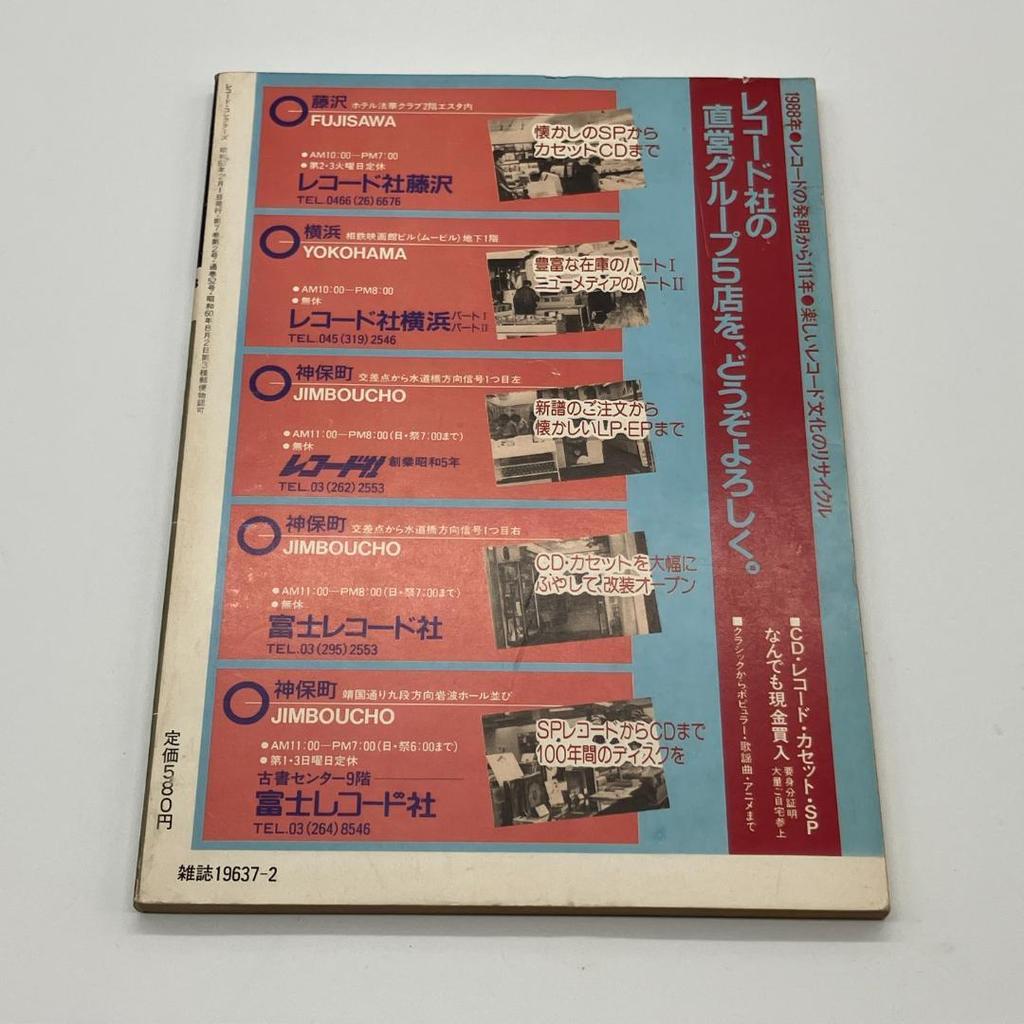 1988年●レコードの発明から111年●楽しいレコード文化のリサイクル
レコード社の
直営グループ5店を、どうぞよろしく。
■CD・レコード・カセット・SP
なんでも現金買入
要身分証明
大量ご自宅参上
■クラシックからポピュラー・歌謡曲・アニメまで
藤沢 ホテル法華クラブ2階エスタ内
FUJISAWA
●AM10:00—PM7:00
●第2・3火曜日定休
レコード社藤沢
TEL.0466(26)6676
懐かしのSPから
カセットCDまで
横浜 相鉄映画館ビル(ムービル)地下1階
YOKOHAMA
●AM10:00—PM8:00
●無休
レコード社横浜 パートI パートII
TEL.045(319)2546
豊富な在庫のパートI
ニューメディアのパートII
神保町 交差点から水道橋方向信号1つ目左
JIMBOUCHO
●AM11:00—PM8:00(日・祭7:00まで)
●無休
レコード社 創業昭和5年
TEL.03(262)2553
新譜のご注文から
懐かしいLP・EPまで
神保町 交差点から水道橋方向信号1つ目右
JIMBOUCHO
●AM11:00—PM8:00(日・祭7:00まで)
●無休
富士レコード社
TEL.03(295)2553
CD・カセットを大幅に
ふやして、改装オープン
神保町 靖国通り九段方向岩波ホール並び
JIMBOUCHO
●AM11:00—PM7:00(日・祭6:00まで)
●第1・3日曜日定休
古書センター9階
富士レコード社
TEL.03(264)8546
SPレコードからCDまで
100年間のディスクを
定価580円
雑誌19637-2